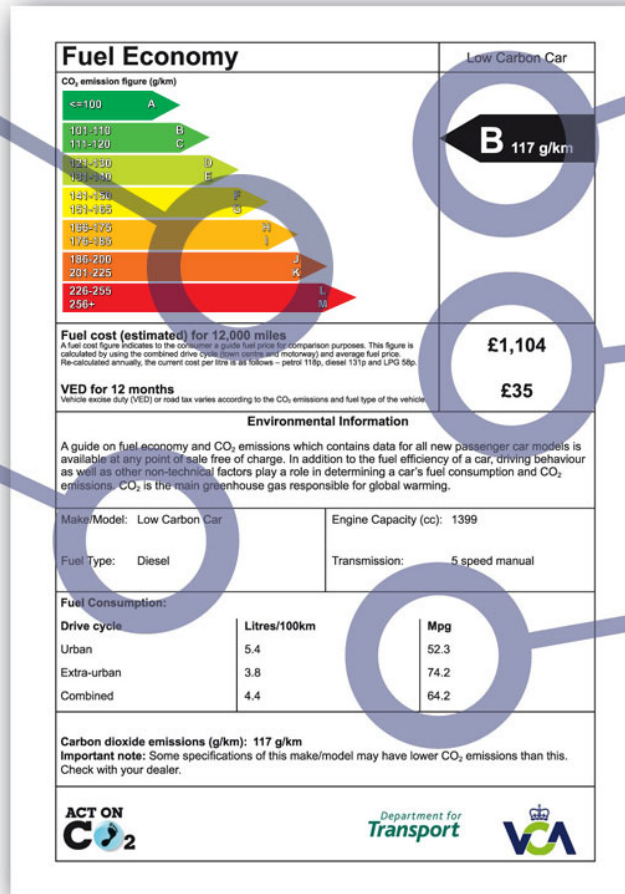 Fuel Economy
Low Carbon Car
CO₂ emission figure (g/km)
<=100 A
101-110 B
111-120 C
121-130 D
131-140 E
141-150 F
151-165 G
166-175 H
176-185 I
186-200 J
201-225 K
226-255 L
256+ M
B 117 g/km
Fuel cost (estimated) for 12,000 miles
A fuel cost figure indicates to the consumer a guide fuel price for comparison purposes. This figure is
calculated by using the combined drive cycle (town centre and motorway) and average fuel price.
Re-calculated annually, the current cost per litre is as follows – petrol 118p, diesel 131p and LPG 58p.
£1,104
VED for 12 months
Vehicle excise duty (VED) or road tax varies according to the CO₂ emissions and fuel type of the vehicle.
£35
Environmental Information
A guide on fuel economy and CO₂ emissions which contains data for all new passenger car models is
available at any point of sale free of charge. In addition to the fuel efficiency of a car, driving behaviour
as well as other non-technical factors play a role in determining a car's fuel consumption and CO₂
emissions. CO₂ is the main greenhouse gas responsible for global warming.
Make/Model: Low Carbon Car
Engine Capacity (cc): 1399
Fuel Type: Diesel
Transmission: 5 speed manual
Fuel Consumption:
Drive cycle Litres/100km Mpg
Urban 5.4 52.3
Extra-urban 3.8 74.2
Combined 4.4 64.2
Carbon dioxide emissions (g/km): 117 g/km
Important note: Some specifications of this make/model may have lower CO₂ emissions than this.
Check with your dealer.
ACT ON
CO2
Department for
Transport
VCA